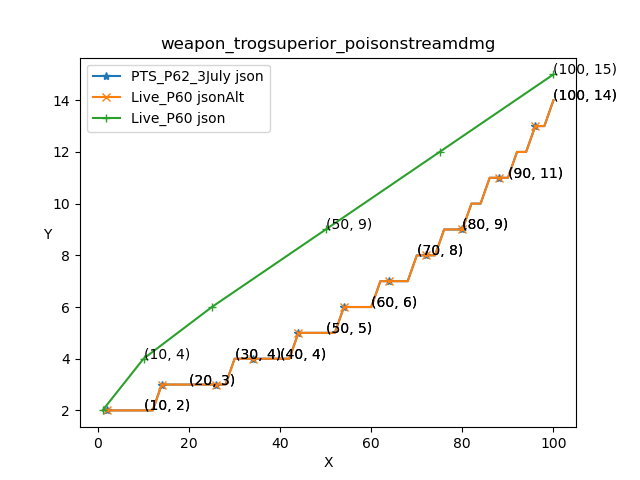 weapon_trogsuperior_poisonstreamdmg
PTS_P62_3July json
Live_P60 jsonAlt
Live_P60 json
(100, 15)
(100, 14)
14
12
(90, 11)
10
(50, 9)
(80, 9)
Y
8
(70, 8)
6
(60, 6)
(50, 5)
4
(10, 4)
(30, 4)
(40, 4)
(20, 3)
2
(10, 2)
0 20 40 60 80 100
X